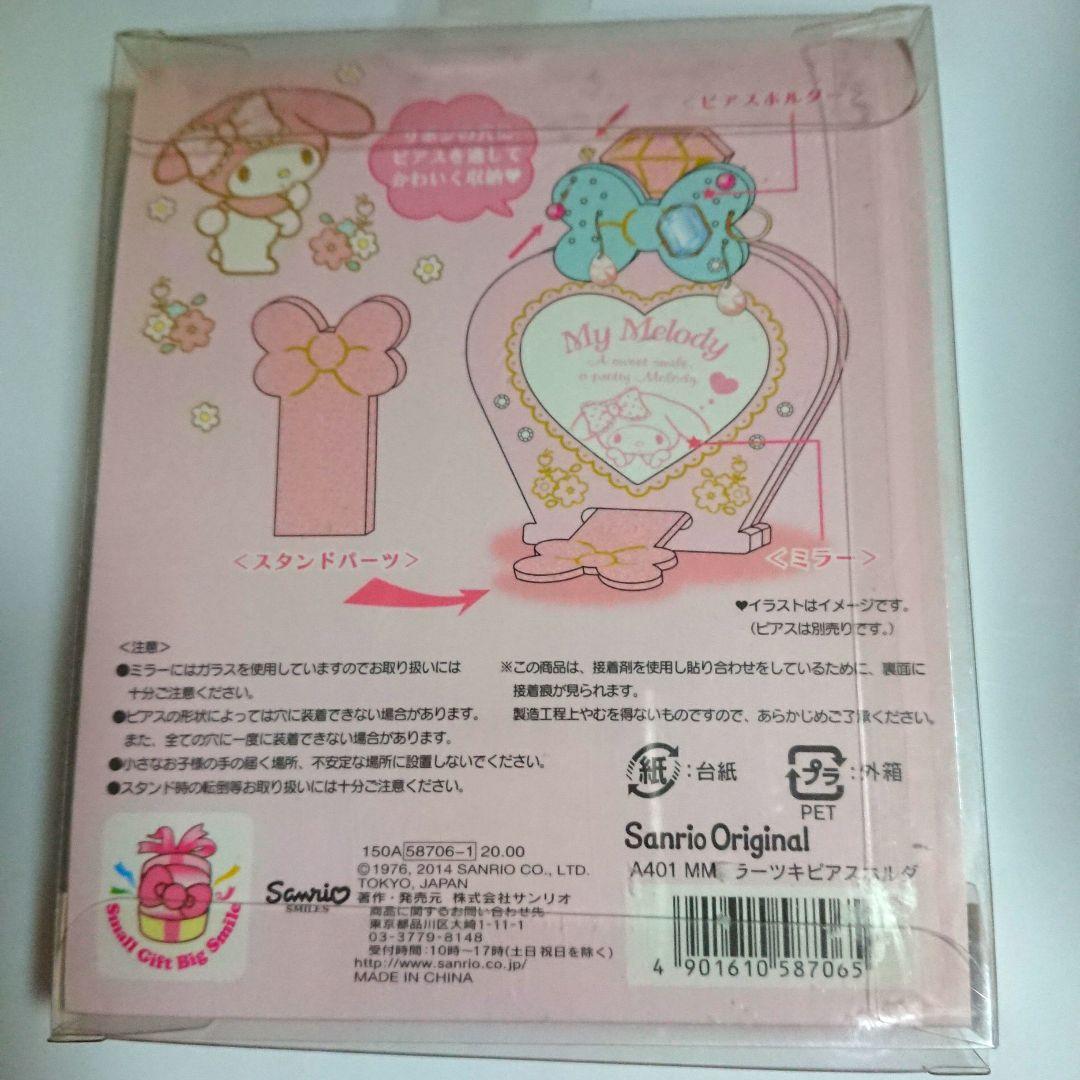 <ピアスホルダー
リボンの穴に
ピアスを通して
かわいく収納♥
My Melody
A sweet smile,
a pretty Melody.
<スタンドパーツ>
<ミラー>
♥イラストはイメージです。
(ピアスは別売りです。)
<注意>
●ミラーにはガラスを使用していますのでお取り扱いには
十分ご注意ください。
●ピアスの形状によっては穴に装着できない場合があります。
また、全ての穴に一度に装着できない場合があります。
●小さなお子様の手の届く場所、不安定な場所に設置しないでください。
●スタンド時の転倒等お取り扱いには十分ご注意ください。
※この商品は、接着剤を使用し貼り合わせをしているために、裏面に
接着痕が見られます。
製造工程上やむを得ないものですので、あらかじめご了承ください。
紙:台紙
プラ:外箱
PET
Sanrio Original
A401 MM ラーツキピアスホルダ
4 901610 587065
150A 58706-1 20.00
©1976, 2014 SANRIO CO., LTD.
TOKYO, JAPAN
著作・発売元 株式会社サンリオ
商品に関するお問い合わせ先
東京都品川区大崎1-11-1
03-3779-8148
受付時間:10時~17時(土日祝日を除く)
http://www.sanrio.co.jp/
MADE IN CHINA
Sanrio
SMILES
Small Gift Big Smile